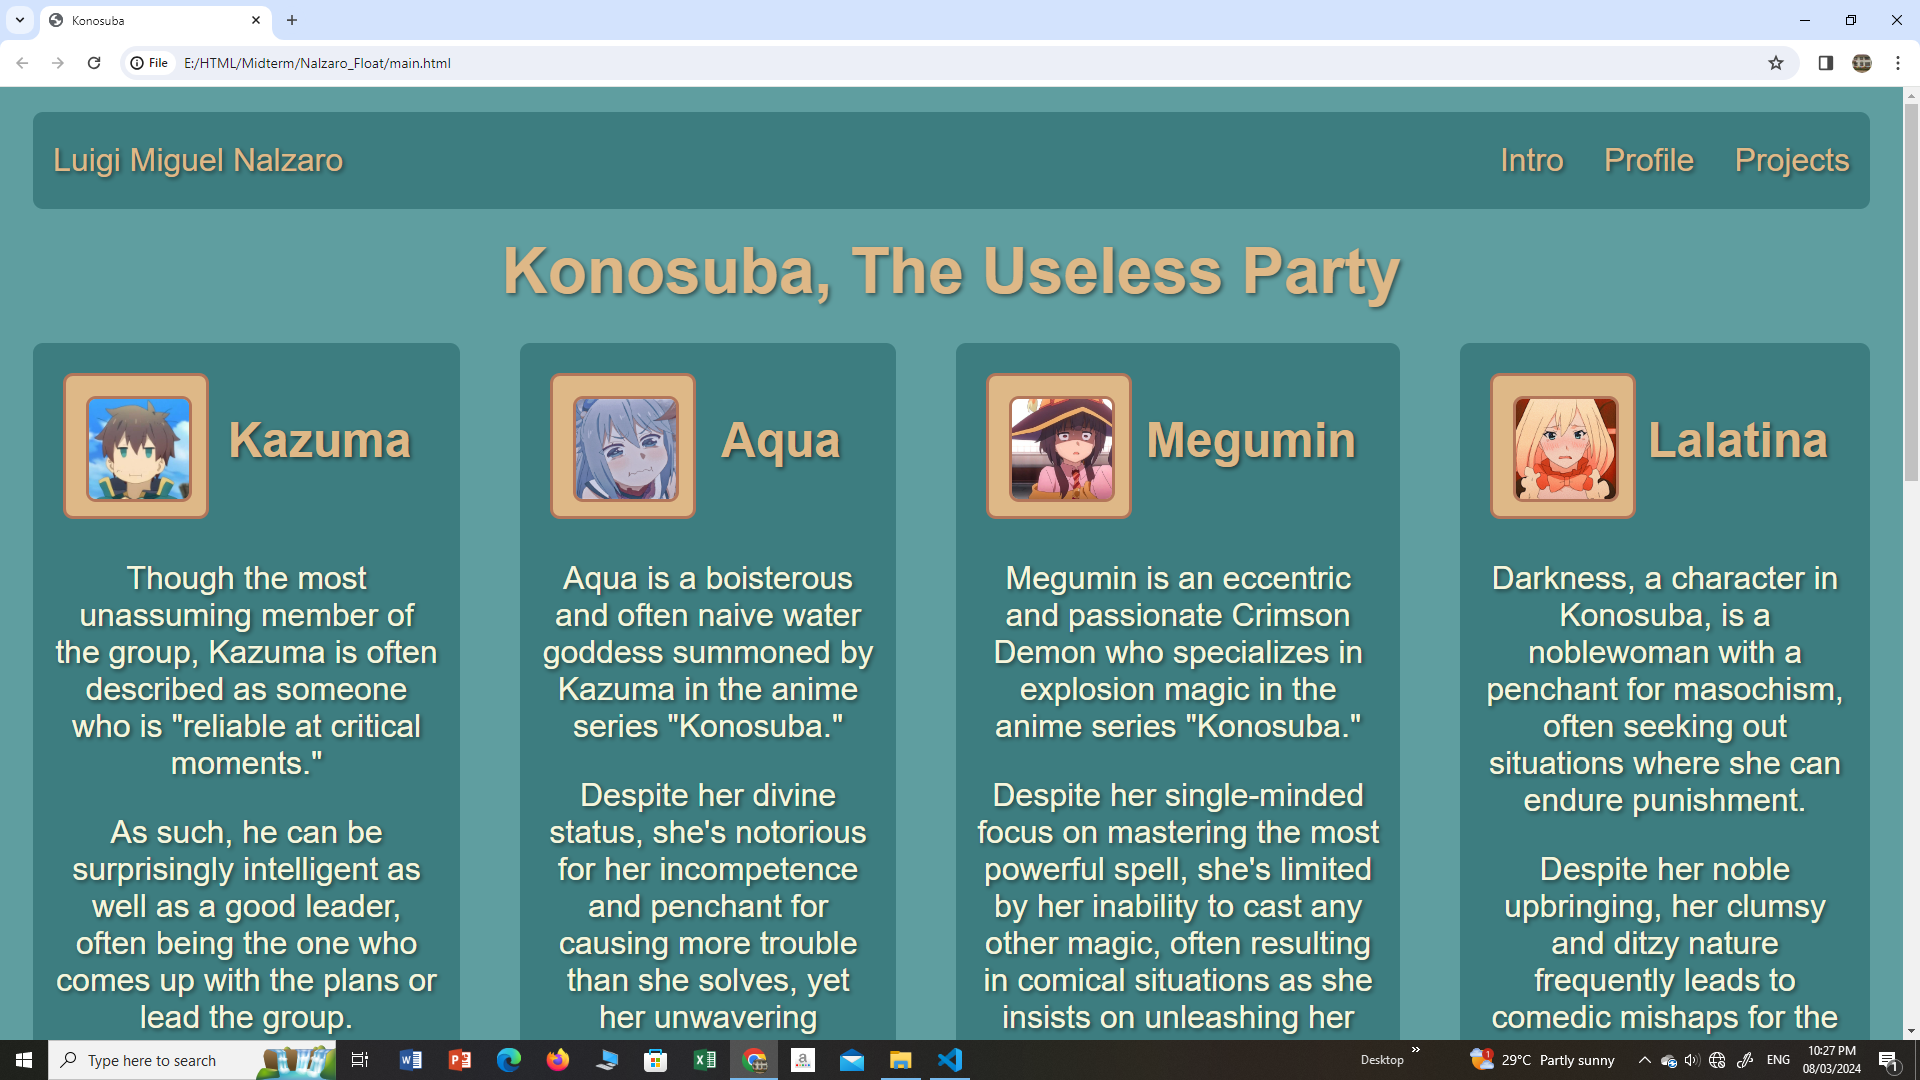 Konosuba
File
E:/HTML/Midterm/Nalzaro_Float/main.html
Luigi Miguel Nalzaro
Intro Profile Projects
Konosuba, The Useless Party
Kazuma
Though the most
unassuming member of
the group, Kazuma is often
described as someone
who is "reliable at critical
moments."
As such, he can be
surprisingly intelligent as
well as a good leader,
often being the one who
comes up with the plans or
lead the group.
Aqua
Aqua is a boisterous
and often naive water
goddess summoned by
Kazuma in the anime
series "Konosuba."
Despite her divine
status, she's notorious
for her incompetence
and penchant for
causing more trouble
than she solves, yet
her unwavering
Megumin
Megumin is an eccentric
and passionate Crimson
Demon who specializes in
explosion magic in the
anime series "Konosuba."
Despite her single-minded
focus on mastering the most
powerful spell, she's limited
by her inability to cast any
other magic, often resulting
in comical situations as she
insists on unleashing her
Lalatina
Darkness, a character in
Konosuba, is a
noblewoman with a
penchant for masochism,
often seeking out
situations where she can
endure punishment.
Despite her noble
upbringing, her clumsy
and ditzy nature
frequently leads to
comedic mishaps for the
Type here to search
Desktop
29°C Partly sunny
ENG
10:27 PM
08/03/2024